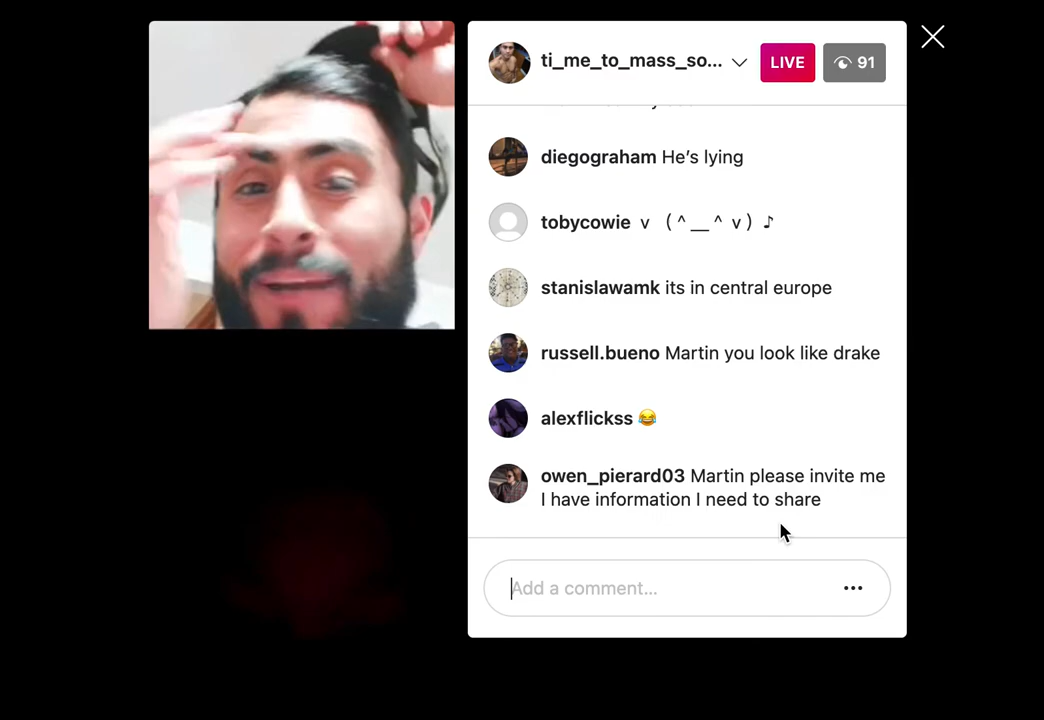 ti_me_to_mass_so...
LIVE
91
diegograham He’s lying
tobycowie v (^__^ v) ♪
stanislawamk its in central europe
russell.bueno Martin you look like drake
alexflickss 😂
owen_pierard03 Martin please invite me
I have information I need to share
Add a comment...